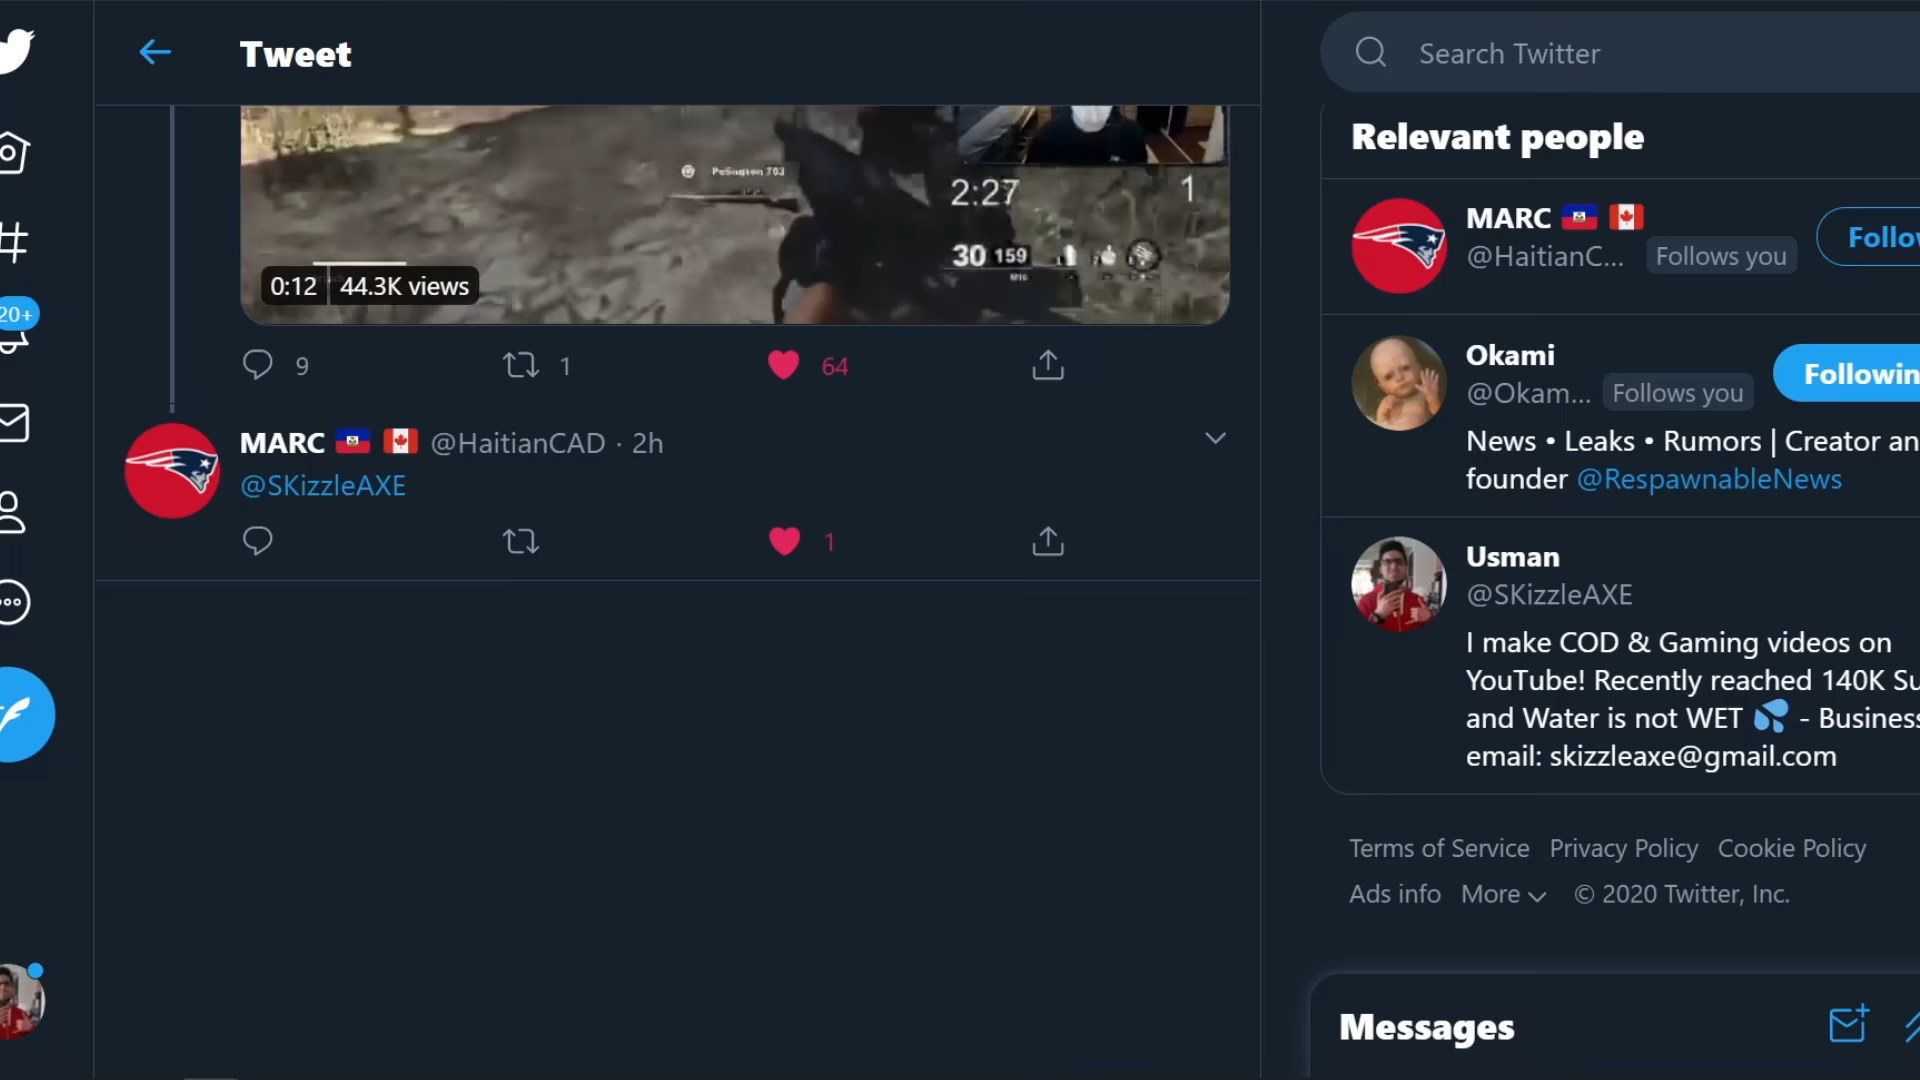 Tweet
Search Twitter
Pelington 703
2:27
1
30 159
M16
0:12 44.3K views
9 1 64
20+
MARC @HaitianCAD · 2h
@SKizzleAXE
1
Relevant people
MARC
@HaitianC... Follows you
Follow
Okami
@Okam... Follows you
Followin
News • Leaks • Rumors | Creator an
founder @RespawnableNews
Usman
@SKizzleAXE
I make COD & Gaming videos on
YouTube! Recently reached 140K Su
and Water is not WET 💦 - Business
email: skizzleaxe@gmail.com
Terms of Service Privacy Policy Cookie Policy
Ads info More © 2020 Twitter, Inc.
Messages